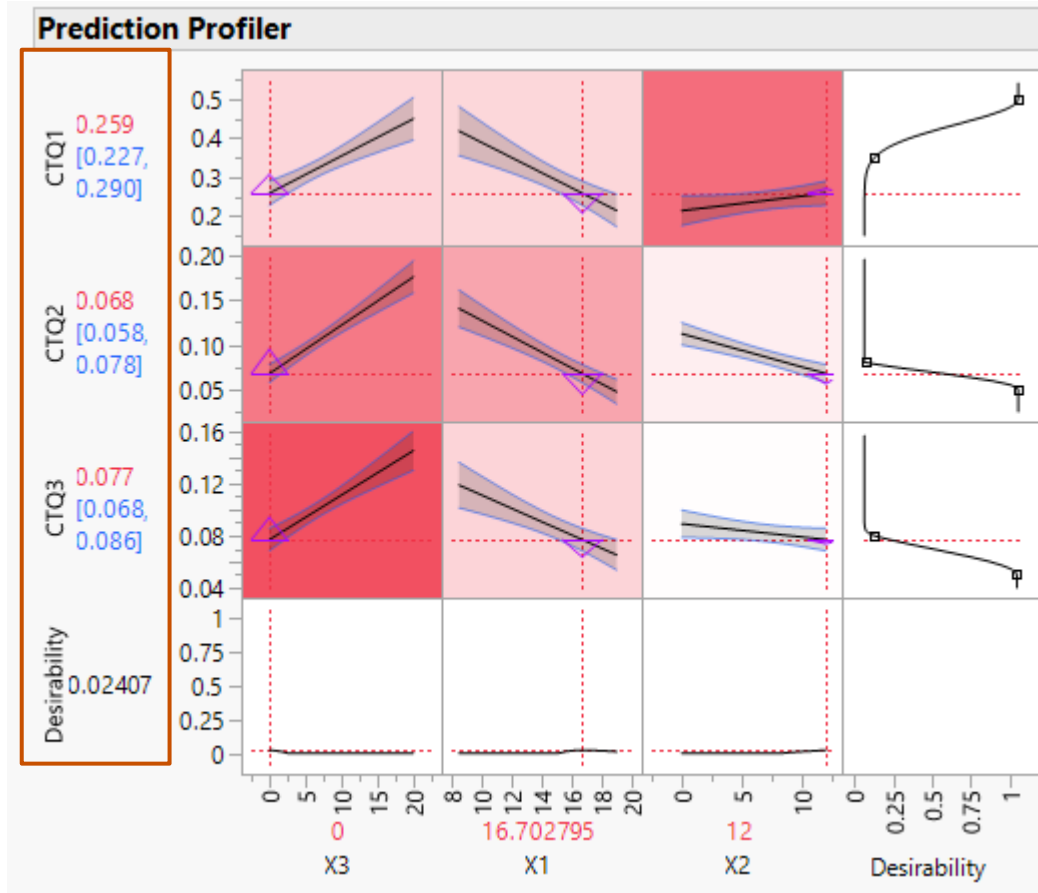 Prediction Profiler
CTQ1
0.259
[0.227,
0.290]
0.5
0.4
0.3
0.2
CTQ2
0.068
[0.058,
0.078]
0.20
0.15
0.10
0.05
CTQ3
0.077
[0.068,
0.086]
0.16
0.12
0.08
0.04
Desirability
0.02407
1
0.75
0.5
0.25
0
0 5 10 15 20
8 10 12 14 16 18 20
0 5 10
0 0.25 0.5 0.75 1
0 16.702795 12
X3 X1 X2 Desirability